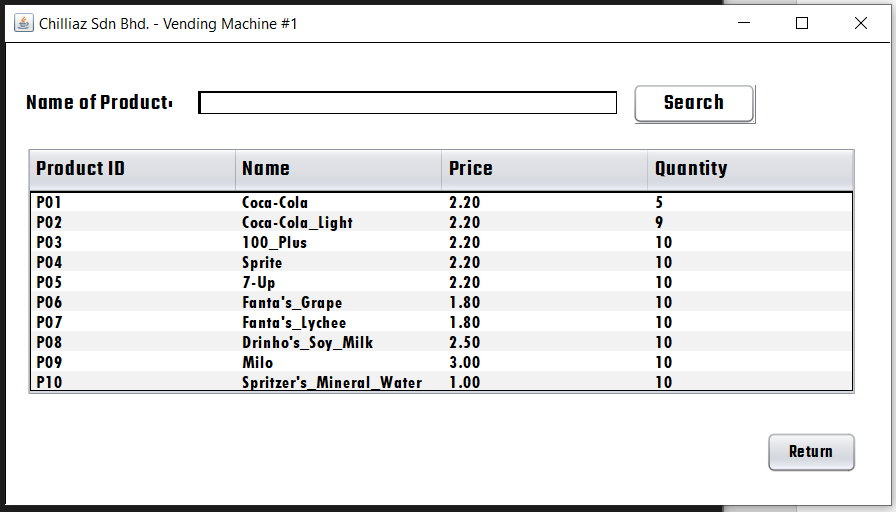 Chilliaz Sdn Bhd. - Vending Machine #1
Name of Product: Search
Product ID Name Price Quantity
P01 Coca-Cola 2.20 5
P02 Coca-Cola_Light 2.20 9
P03 100_Plus 2.20 10
P04 Sprite 2.20 10
P05 7-Up 2.20 10
P06 Fanta's_Grape 1.80 10
P07 Fanta's_Lychee 1.80 10
P08 Drinho's_Soy_Milk 2.50 10
P09 Milo 3.00 10
P10 Spritzer's_Mineral_Water 1.00 10
Return